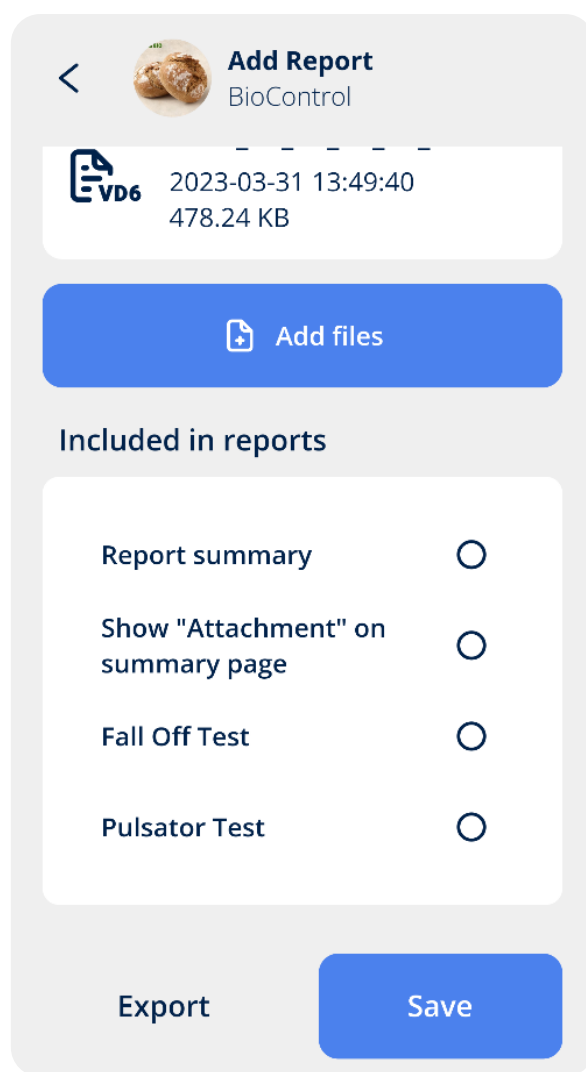 Add Report
BioControl
VD6
2023-03-31 13:49:40
478.24 KB
Add files
Included in reports
Report summary
Show "Attachment" on
summary page
Fall Off Test
Pulsator Test
Export
Save